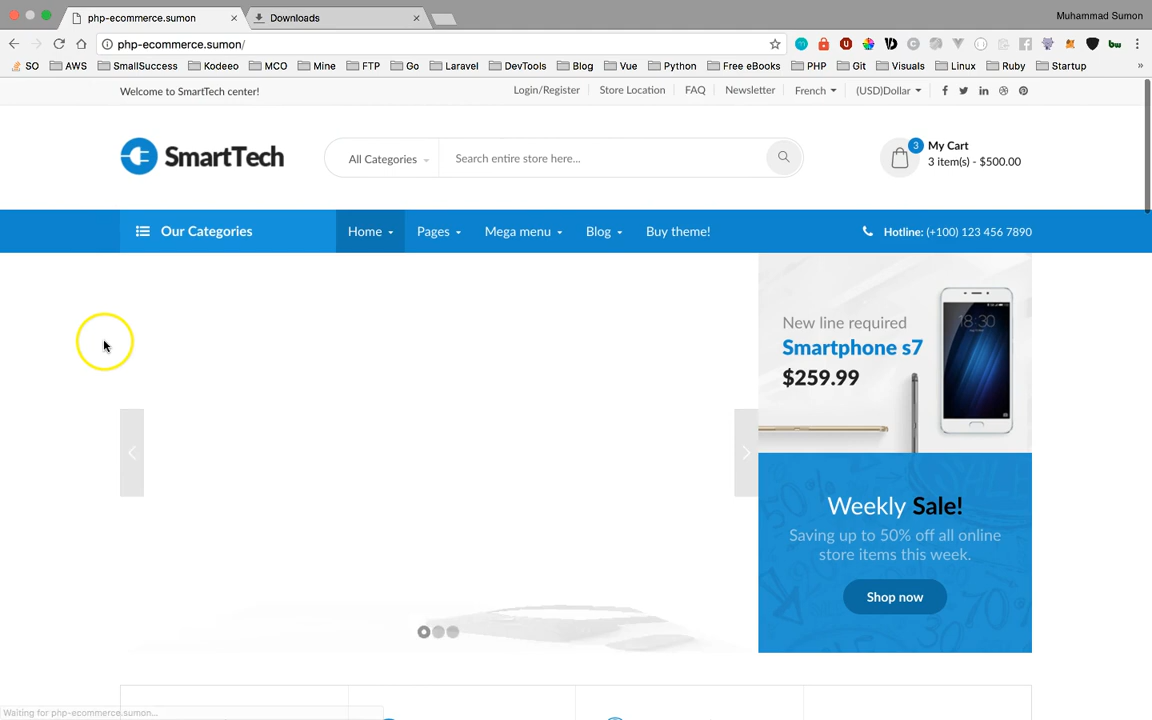 php-ecommerce.sumon
Downloads
Muhammad Sumon
php-ecommerce.sumon/
SO AWS SmallSuccess Kodeeo MCO Mine FTP Go Laravel DevTools Blog Vue Python Free eBooks PHP Git Visuals Linux Ruby Startup »
Welcome to SmartTech center!
Login/Register Store Location FAQ Newsletter French (USD)Dollar
SmartTech
All Categories
Search entire store here...
3
My Cart
3 item(s) - $500.00
Our Categories
Home Pages Mega menu Blog Buy theme!
Hotline: (+100) 123 456 7890
New line required
Smartphone s7
$259.99
18:30
Weekly Sale!
Saving up to 50% off all online
store items this week.
Shop now
Waiting for php-ecommerce.sumon...